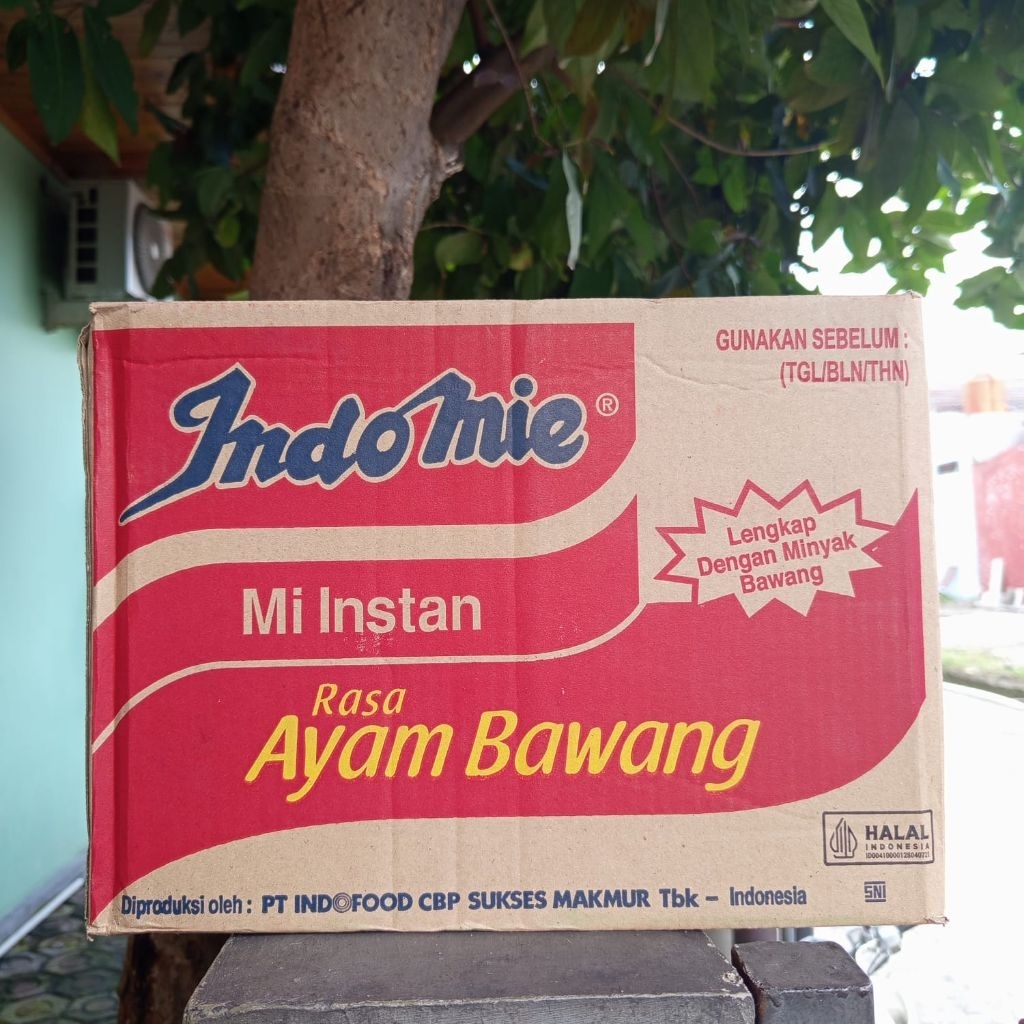 IndoMie ®
GUNAKAN SEBELUM :
(TGL/BLN/THN)
Lengkap
Dengan Minyak
Bawang
Mi Instan
Rasa
Ayam Bawang
HALAL
INDONESIA
Diproduksi oleh : PT INDOFOOD CBP SUKSES MAKMUR Tbk – Indonesia
SNI